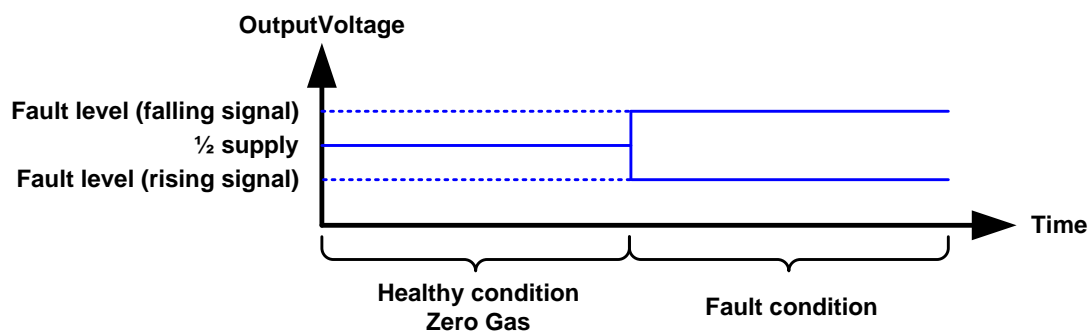 OutputVoltage
Fault level (falling signal)
½ supply
Fault level (rising signal)
Time
Healthy condition
Zero Gas
Fault condition